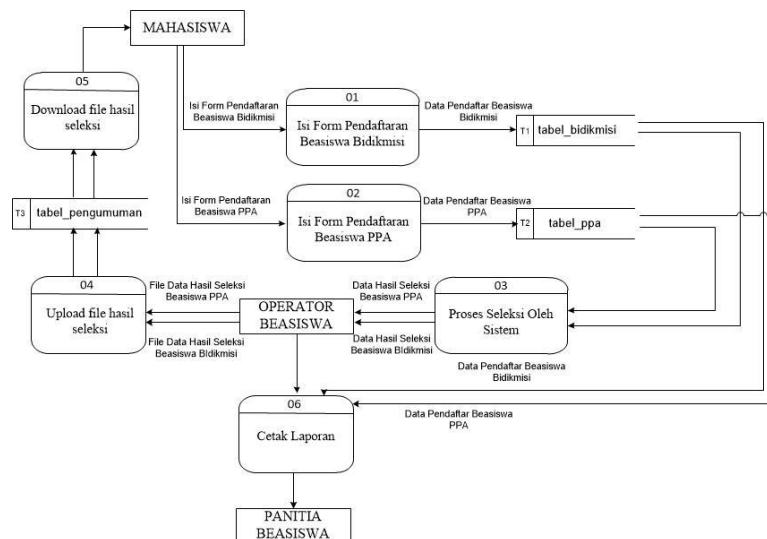 MAHASISWA
05
Download file hasil
seleksi
Isi Form Pendaftaran
Beasiswa Bidikmisi
01
Isi Form Pendaftaran
Beasiswa Bidikmisi
Data Pendaftar Beasiswa
Bidikmisi
T1 tabel_bidikmisi
Isi Form Pendaftaran
Beasiswa PPA
02
Isi Form Pendaftaran
Beasiswa PPA
Data Pendaftar Beasiswa
PPA
T2 tabel_ppa
T3 tabel_pengumuman
04
Upload file hasil
seleksi
File Data Hasil Seleksi
Beasiswa PPA
File Data Hasil Seleksi
Beasiswa BIdikmisi
OPERATOR
BEASISWA
Data Hasil Seleksi
Beasiswa PPA
Data Hasil Seleksi
Beasiswa BIdikmisi
03
Proses Seleksi Oleh
Sistem
Data Pendaftar Beasiswa
Bidikmisi
06
Cetak Laporan
Data Pendaftar Beasiswa
PPA
PANITIA
BEASISWA